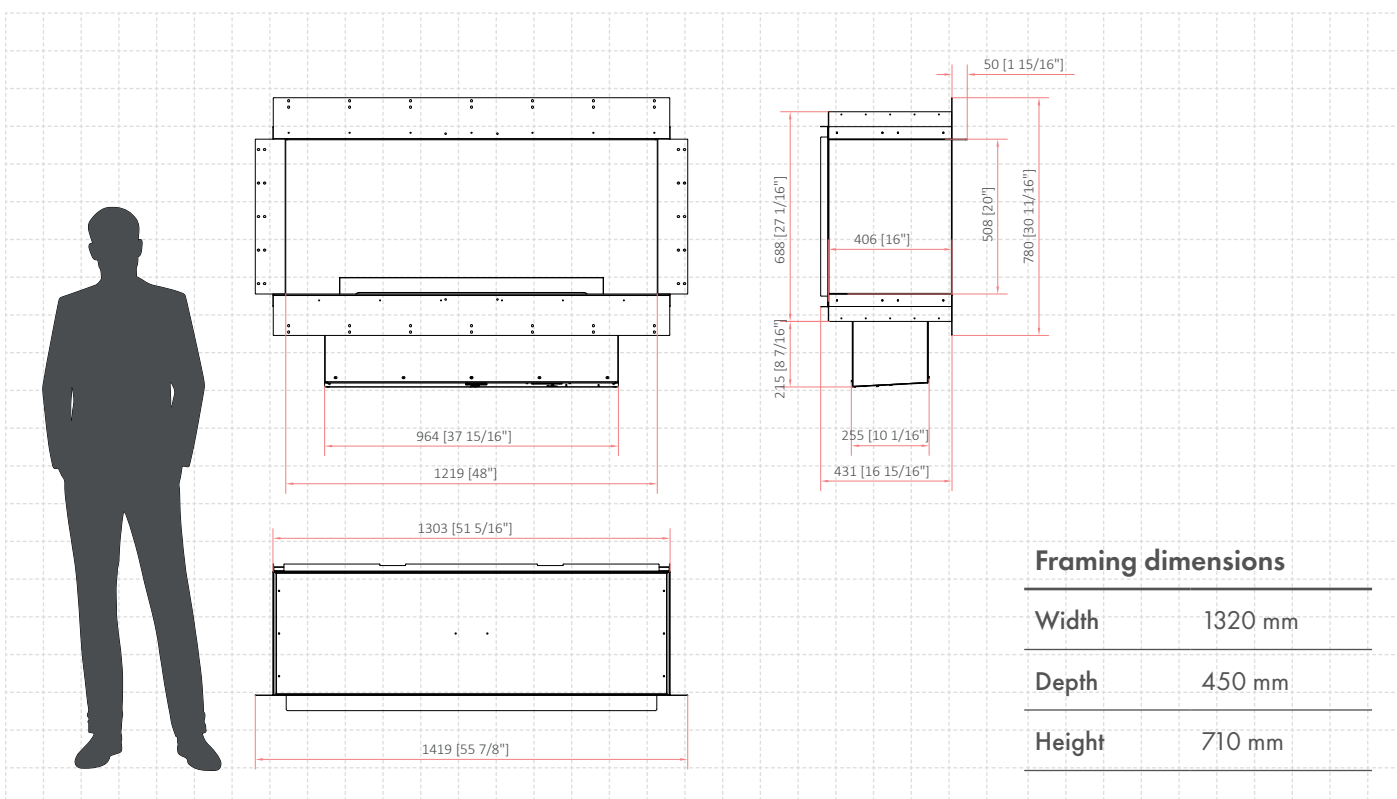 50 [1 15/16"]
688 [27 1/16"]
406 [16"]
508 [20"]
780 [30 11/16"]
215 [8 7/16"]
964 [37 15/16"]
255 [10 1/16"]
1219 [48"]
431 [16 15/16"]
1303 [51 5/16"]
1419 [55 7/8"]
Framing dimensions
Width 1320 mm
Depth 450 mm
Height 710 mm